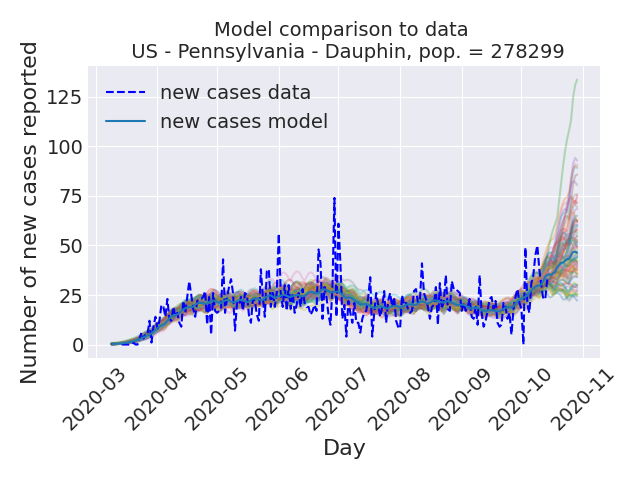 Model comparison to data
US - Pennsylvania - Dauphin, pop. = 278299
Number of new cases reported
125
100
75
50
25
0
new cases data
new cases model
2020-03
2020-04
2020-05
2020-06
2020-07
2020-08
2020-09
2020-10
2020-11
Day